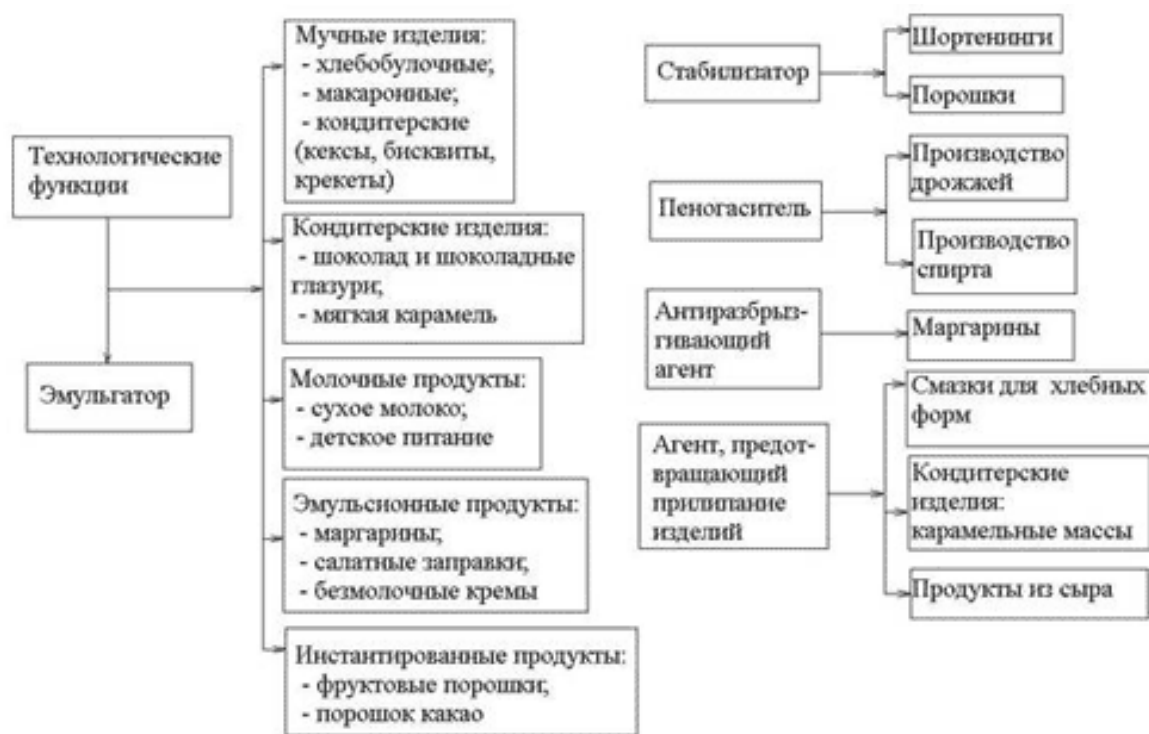 Технологические
функции
Эмульгатор
Мучные изделия:
- хлебобулочные;
- макаронные;
- кондитерские
(кексы, бисквиты,
крекеты)
Кондитерские изделия:
- шоколад и шоколадные
глазури;
- мягкая карамель
Молочные продукты:
- сухое молоко;
- детское питание
Эмульсионные продукты:
- маргарины;
- салатные заправки;
- безмолочные кремы
Инстантированные продукты:
- фруктовые порошки;
- порошок какао
Стабилизатор
Шортенинги
Порошки
Пеногаситель
Производство
дрожжей
Производство
спирта
Антиразбрыз-
гивающий
агент
Маргарины
Агент, предот-
вращающий
прилипание
изделий
Смазки для хлебных
форм
Кондитерские
изделия:
карамельные массы
Продукты из сыра